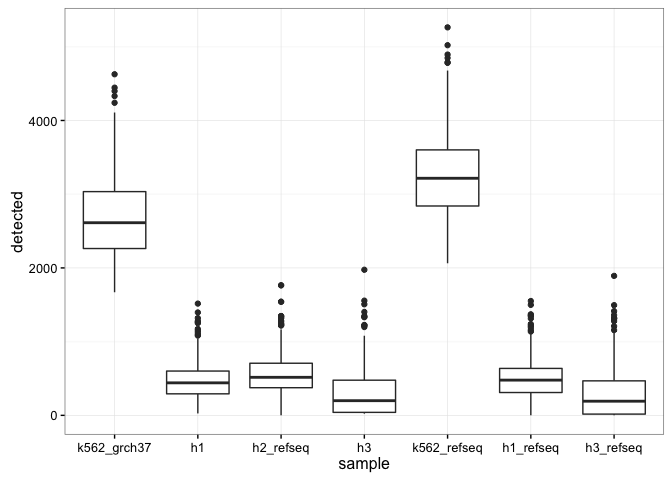 detected
4000
2000
0
k562_grch37 h1 h2_refseq h3 k562_refseq h1_refseq h3_refseq
sample